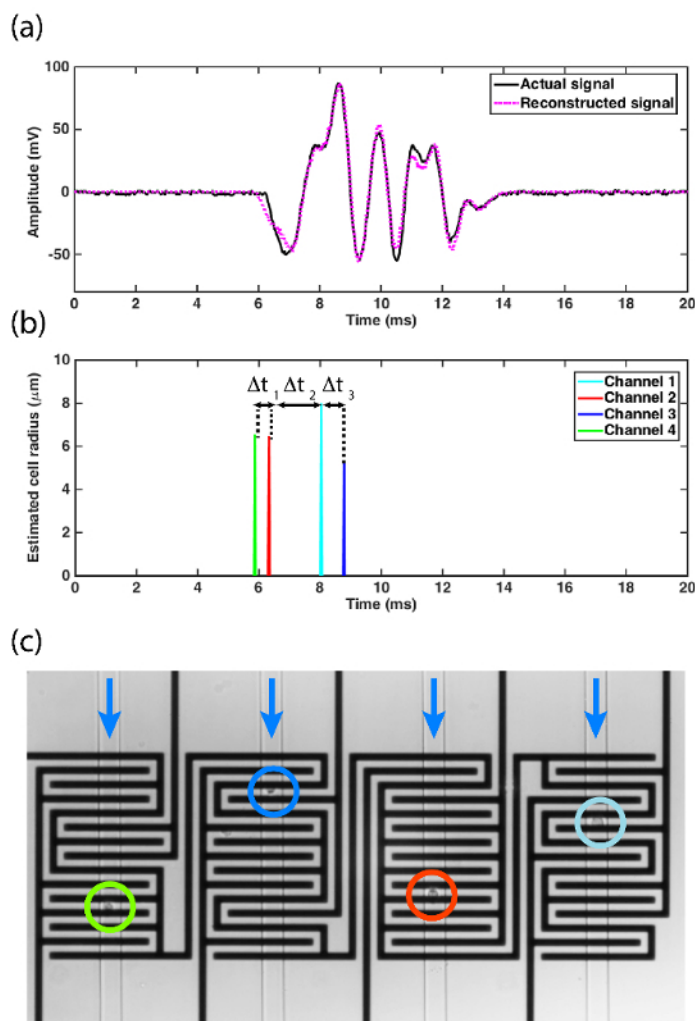 (a)
100
50
0
-50
Amplitude (mV)
Actual signal
Reconstructed signal
0 2 4 6 8 10 12 14 16 18 20
Time (ms)
(b)
10
8
6
4
2
0
Estimated cell radius (μm)
Δt1 Δt2 Δt3
Channel 1
Channel 2
Channel 3
Channel 4
0 2 4 6 8 10 12 14 16 18 20
Time (ms)
(c)